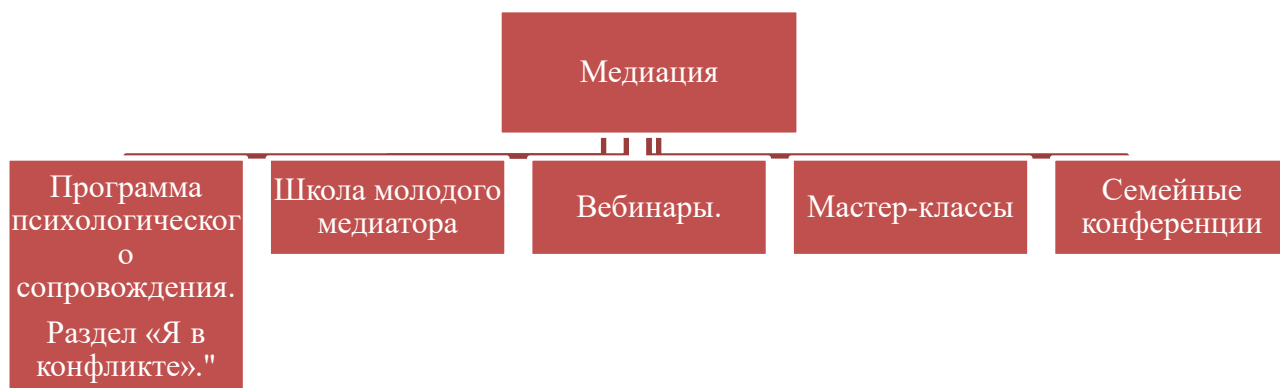 Медиация
Программа
психологическог
о
сопровождения.
Раздел «Я в
конфликте»."
Школа молодого
медиатора
Вебинары.
Мастер-классы
Семейные
конференции